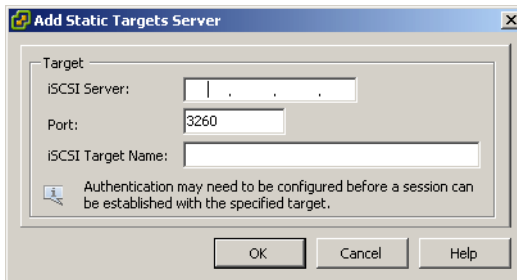 Add Static Targets Server
Target
iSCSI Server:
. . .
Port:
3260
iSCSI Target Name:
Authentication may need to be configured before a session can
be established with the specified target.
OK Cancel Help